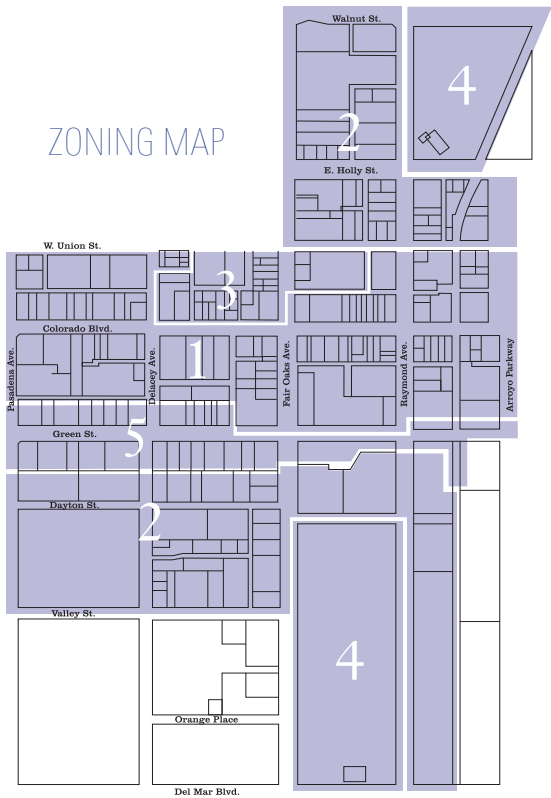 Walnut St.
4
ZONING MAP
2
E. Holly St.
W. Union St.
3
Colorado Blvd.
Pasadena Ave.
Delacey Ave.
1
Fair Oaks Ave.
Raymond Ave.
Arroyo Parkway
Green St.
5
Dayton St.
2
Valley St.
4
Orange Place
Del Mar Blvd.